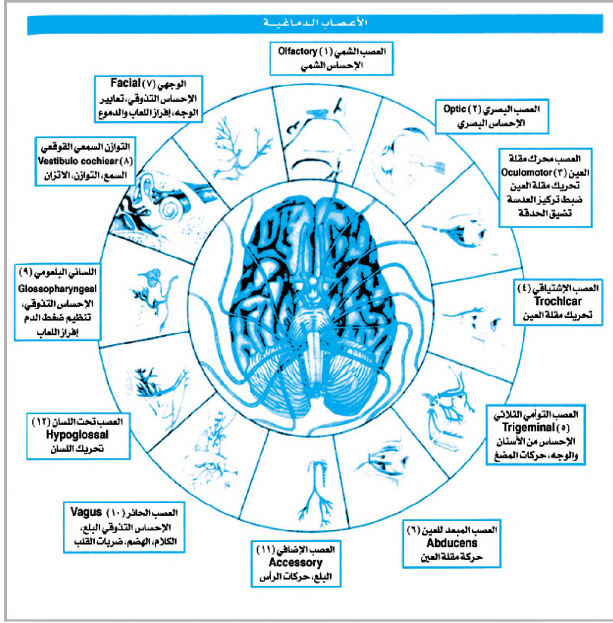 الأعصاب الدماغية
العصب الشمي (١) Olfactory
الإحساس الشمي
العصب البصري (٢) Optic
الإحساس البصري
العصب محرك مقلة
العين (٣) Oculomotor
تحريك مقلة العين
ضبط تركيز العدسة
تضيق الحدقة
العصب الإشتياقي (٤)
Trochlcar
تحريك مقلة العين
العصب التوأمي الثلاثي
(٥) Trigeminal
الإحساس من الأسنان
والوجه، حركات المضغ
العصب المبعد للعين (٦)
Abducens
حركة مقلة العين
العصب الإضافي (١١)
Accessory
البلع، حركات الرأس
العصب الحائر (١٠) Vagus
الإحساس التذوقي البلع،
الكلام، الهضم، ضربات القلب
العصب تحت اللسان (١٢)
Hypoglossal
تحريك اللسان
اللساني البلعومي (٩)
Glossopharyngeal
الإحساس التذوقي،
تنظيم ضغط الدم
إفراز اللعاب
التوازن السمعي القوقعي
(٨) Vestibulo cochlear
السمع، التوازن، الاتزان
الوجهي (٧) Facial
الإحساس التذوقي، تعابير
الوجه، إفراز اللعاب والدموع